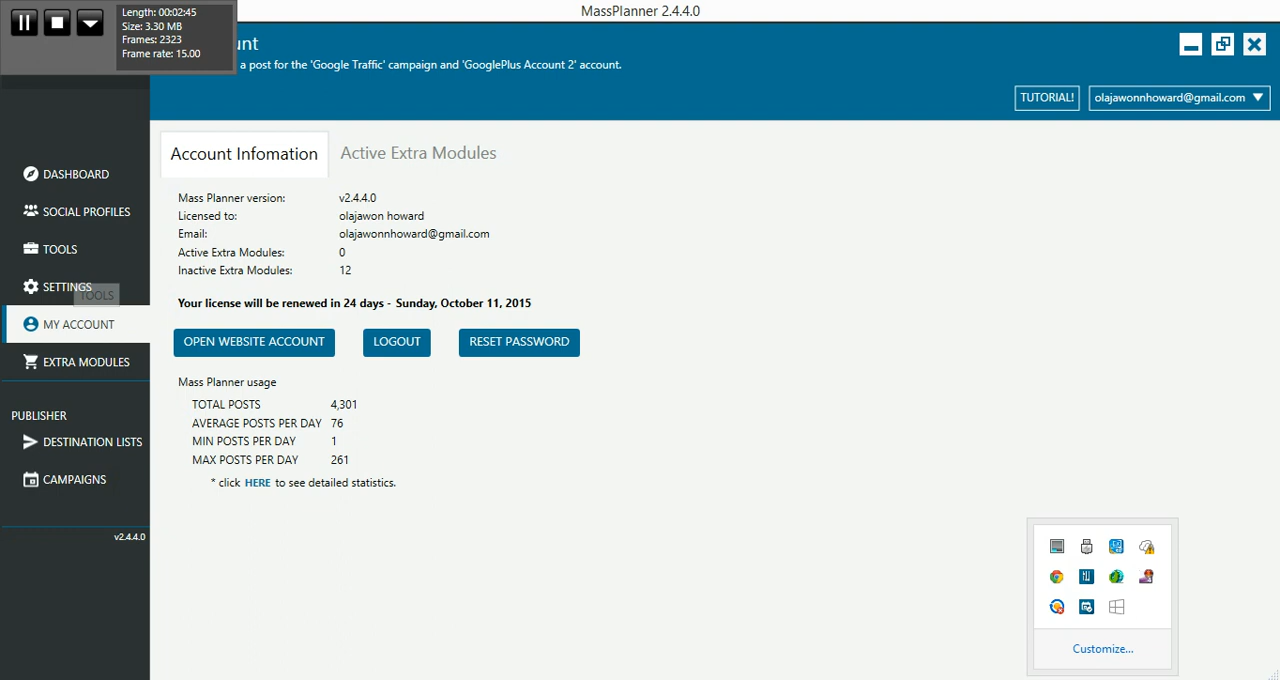 MassPlanner 2.4.4.0
Length: 00:02:45
Size: 3.30 MB
Frames: 2323
Frame rate: 15.00
unt
a post for the 'Google Traffic' campaign and 'GooglePlus Account 2' account.
TUTORIAL!
olajawonnhoward@gmail.com
Account Infomation
Active Extra Modules
DASHBOARD
SOCIAL PROFILES
TOOLS
SETTINGS
TOOLS
MY ACCOUNT
EXTRA MODULES
PUBLISHER
DESTINATION LISTS
CAMPAIGNS
v2.4.4.0
Mass Planner version: v2.4.4.0
Licensed to: olajawon howard
Email: olajawonnhoward@gmail.com
Active Extra Modules: 0
Inactive Extra Modules: 12
Your license will be renewed in 24 days - Sunday, October 11, 2015
OPEN WEBSITE ACCOUNT
LOGOUT
RESET PASSWORD
Mass Planner usage
TOTAL POSTS 4,301
AVERAGE POSTS PER DAY 76
MIN POSTS PER DAY 1
MAX POSTS PER DAY 261
* click HERE to see detailed statistics.
Customize...